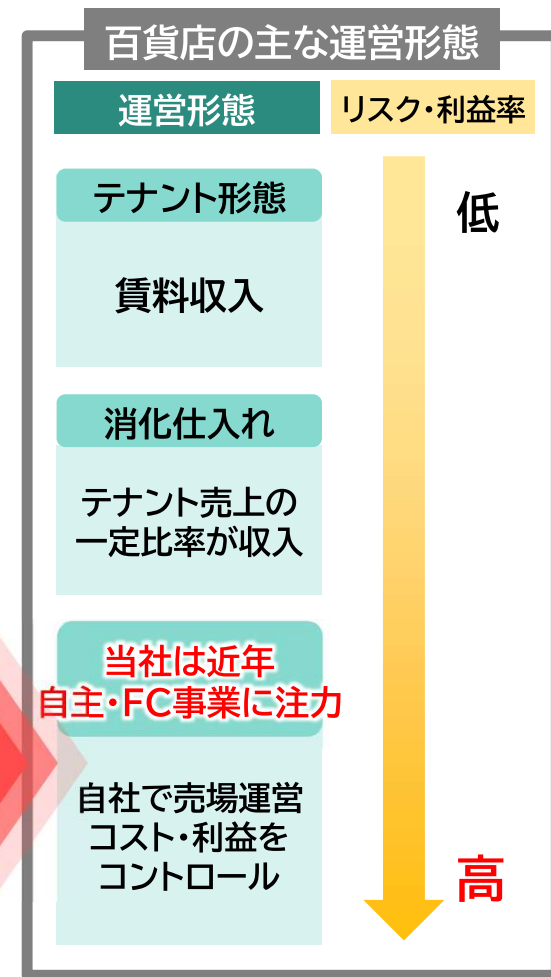 百貨店の主な運営形態
運営形態
リスク・利益率
テナント形態
低
賃料収入
消化仕入れ
テナント売上の
一定比率が収入
当社は近年
自主・FC事業に注力
自社で売場運営
コスト・利益を
コントロール
高